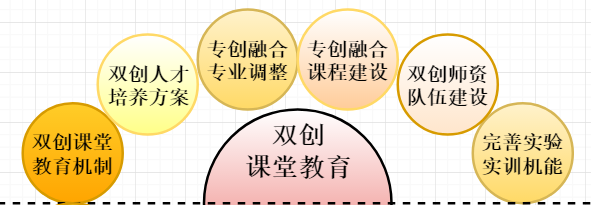 双创课堂
教育机制
双创人才
培养方案
专创融合
专业调整
专创融合
课程建设
双创师资
队伍建设
完善实验
实训机能
双创
课堂教育